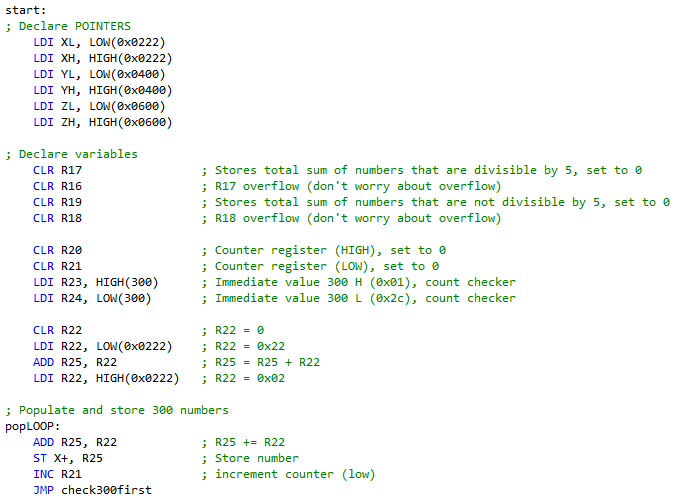 start:
; Declare POINTERS
LDI XL, LOW(0x0222)
LDI XH, HIGH(0x0222)
LDI YL, LOW(0x0400)
LDI YH, HIGH(0x0400)
LDI ZL, LOW(0x0600)
LDI ZH, HIGH(0x0600)
; Declare variables
CLR R17 ; Stores total sum of numbers that are divisible by 5, set to 0
CLR R16 ; R17 overflow (don't worry about overflow)
CLR R19 ; Stores total sum of numbers that are not divisible by 5, set to 0
CLR R18 ; R18 overflow (don't worry about overflow)
CLR R20 ; Counter register (HIGH), set to 0
CLR R21 ; Counter register (LOW), set to 0
LDI R23, HIGH(300) ; Immediate value 300 H (0x01), count checker
LDI R24, LOW(300) ; Immediate value 300 L (0x2c), count checker
CLR R22 ; R22 = 0
LDI R22, LOW(0x0222) ; R22 = 0x22
ADD R25, R22 ; R25 = R25 + R22
LDI R22, HIGH(0x0222) ; R22 = 0x02
; Populate and store 300 numbers
popLOOP:
ADD R25, R22 ; R25 += R22
ST X+, R25 ; Store number
INC R21 ; increment counter (low)
JMP check300first